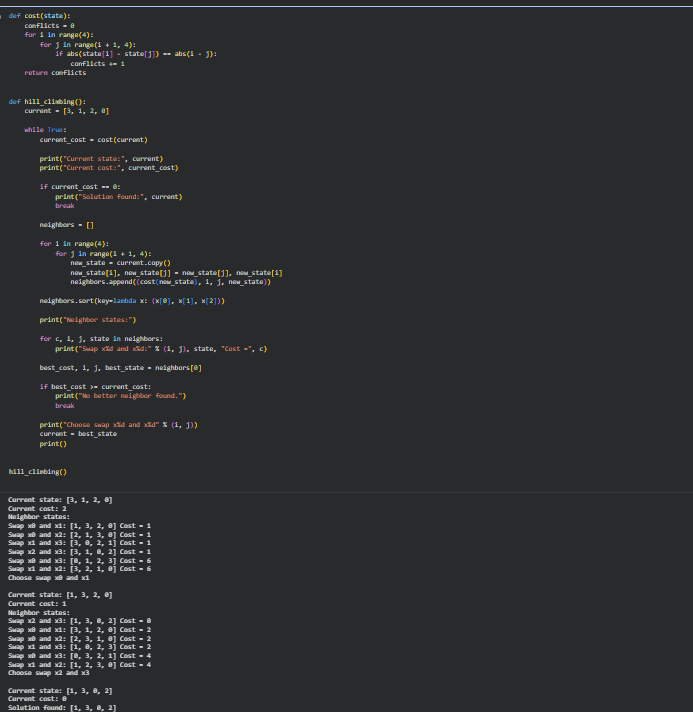 def cost(state):
    conflicts = 0
    for i in range(4):
        for j in range(i + 1, 4):
            if abs(state[i] - state[j]) == abs(i - j):
                conflicts += 1
    return conflicts
def hill_climbing():
    current = [3, 1, 2, 0]
    while True:
        current_cost = cost(current)
        print("Current state:", current)
        print("Current cost:", current_cost)
        if current_cost == 0:
            print("Solution found:", current)
            break
        neighbors = []
        for i in range(4):
            for j in range(i + 1, 4):
                new_state = current.copy()
                new_state[i], new_state[j] = new_state[j], new_state[i]
                neighbors.append((cost(new_state), i, j, new_state))
        neighbors.sort(key=lambda x: (x[0], x[1], x[2]))
        print("Neighbor states:")
        for c, i, j, state in neighbors:
            print("Swap x%d and x%d:" % (i, j), state, "Cost =", c)
        best_cost, i, j, best_state = neighbors[0]
        if best_cost >= current_cost:
            print("No better neighbor found.")
            break
        print("Choose swap x%d and x%d" % (i, j))
        current = best_state
        print()
hill_climbing()
Current state: [3, 1, 2, 0]
Current cost: 2
Neighbor states:
Swap x0 and x1: [1, 3, 2, 0] Cost = 1
Swap x0 and x2: [2, 1, 3, 0] Cost = 1
Swap x1 and x3: [3, 0, 2, 1] Cost = 1
Swap x2 and x3: [3, 1, 0, 2] Cost = 1
Swap x0 and x3: [0, 1, 2, 3] Cost = 6
Swap x1 and x2: [3, 2, 1, 0] Cost = 6
Choose swap x0 and x1
Current state: [1, 3, 2, 0]
Current cost: 1
Neighbor states:
Swap x2 and x3: [1, 3, 0, 2] Cost = 0
Swap x0 and x1: [3, 1, 2, 0] Cost = 2
Swap x0 and x2: [2, 3, 1, 0] Cost = 2
Swap x1 and x3: [1, 0, 2, 3] Cost = 2
Swap x0 and x3: [0, 3, 2, 1] Cost = 4
Swap x1 and x2: [1, 2, 3, 0] Cost = 4
Choose swap x2 and x3
Current state: [1, 3, 0, 2]
Current cost: 0
Solution found: [1, 3, 0, 2]